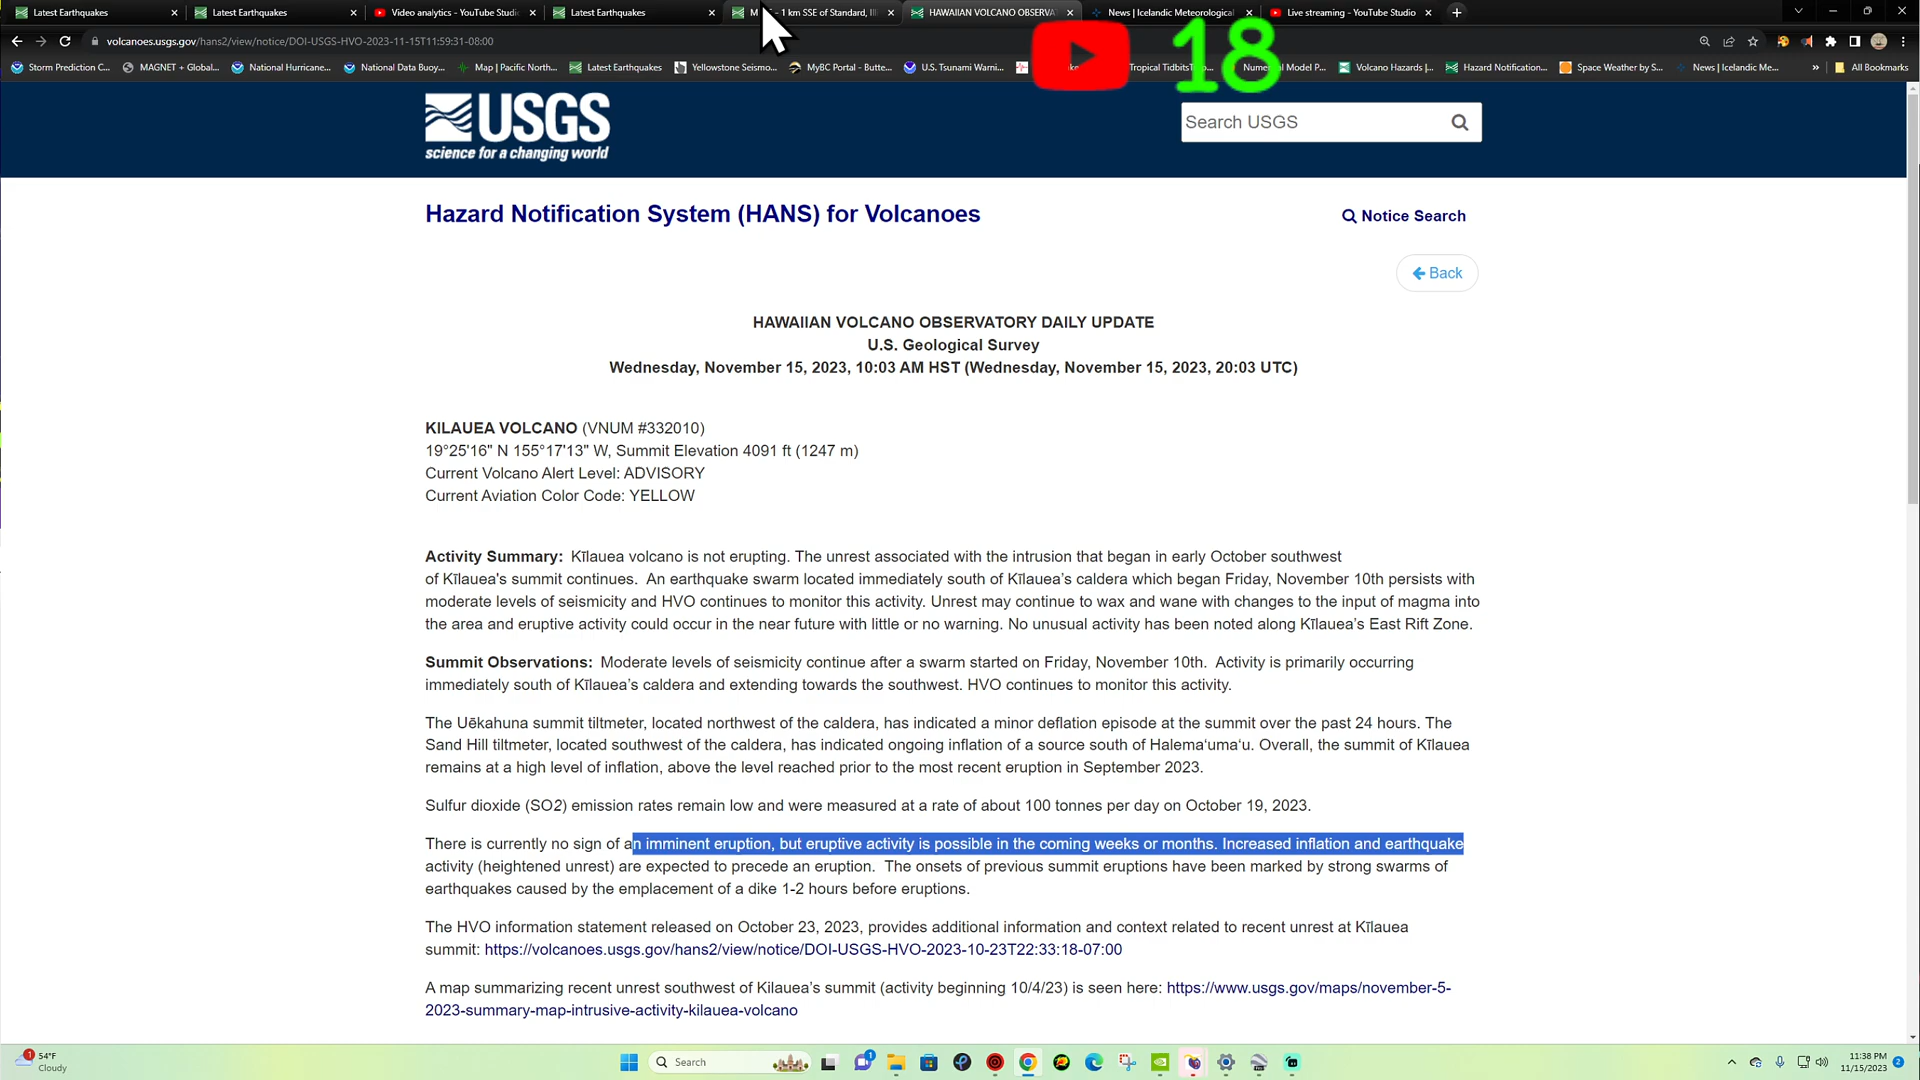 Latest Earthquakes
Latest Earthquakes
Video analytics - YouTube Studi
Latest Earthquakes
M
- 1 km SSE of Standard, Illi
HAWAIIAN VOLCANO OBSERVA
News | Icelandic Meteorological
Live streaming - YouTube Studio
volcanoes.usgs.gov/hans2/view/notice/DOI-USGS-HVO-2023-11-15T11:59:31-08:00
18
Storm Prediction C...
MAGNET + Global...
National Hurricane...
National Data Buoy...
Map | Pacific North...
Latest Earthquakes
Yellowstone Seismo...
MyBC Portal - Butte...
U.S. Tsunami Warni...
Tropical TidbitsTrop...
Model P...
Volcano Hazards |...
Hazard Notification...
Space Weather by S...
News | Icelandic Me...
»
All Bookmarks
USGS
science for a changing world
Search USGS
Hazard Notification System (HANS) for Volcanoes
Notice Search
Back
HAWAIIAN VOLCANO OBSERVATORY DAILY UPDATE
U.S. Geological Survey
Wednesday, November 15, 2023, 10:03 AM HST (Wednesday, November 15, 2023, 20:03 UTC)
KILAUEA VOLCANO (VNUM #332010)
19°25'16" N 155°17'13" W, Summit Elevation 4091 ft (1247 m)
Current Volcano Alert Level: ADVISORY
Current Aviation Color Code: YELLOW
Activity Summary: Kīlauea volcano is not erupting. The unrest associated with the intrusion that began in early October southwest
of Kīlauea's summit continues. An earthquake swarm located immediately south of Kīlauea’s caldera which began Friday, November 10th persists with
moderate levels of seismicity and HVO continues to monitor this activity. Unrest may continue to wax and wane with changes to the input of magma into
the area and eruptive activity could occur in the near future with little or no warning. No unusual activity has been noted along Kīlauea’s East Rift Zone.
Summit Observations: Moderate levels of seismicity continue after a swarm started on Friday, November 10th. Activity is primarily occurring
immediately south of Kīlauea’s caldera and extending towards the southwest. HVO continues to monitor this activity.
The Uēkahuna summit tiltmeter, located northwest of the caldera, has indicated a minor deflation episode at the summit over the past 24 hours. The
Sand Hill tiltmeter, located southwest of the caldera, has indicated ongoing inflation of a source south of Halemaʻumaʻu. Overall, the summit of Kīlauea
remains at a high level of inflation, above the level reached prior to the most recent eruption in September 2023.
Sulfur dioxide (SO2) emission rates remain low and were measured at a rate of about 100 tonnes per day on October 19, 2023.
There is currently no sign of an imminent eruption, but eruptive activity is possible in the coming weeks or months. Increased inflation and earthquake
activity (heightened unrest) are expected to precede an eruption. The onsets of previous summit eruptions have been marked by strong swarms of
earthquakes caused by the emplacement of a dike 1-2 hours before eruptions.
The HVO information statement released on October 23, 2023, provides additional information and context related to recent unrest at Kīlauea
summit: https://volcanoes.usgs.gov/hans2/view/notice/DOI-USGS-HVO-2023-10-23T22:33:18-07:00
A map summarizing recent unrest southwest of Kilauea’s summit (activity beginning 10/4/23) is seen here: https://www.usgs.gov/maps/november-5-
2023-summary-map-intrusive-activity-kilauea-volcano
1
54°F
Cloudy
Search
1
11:38 PM
11/15/2023
2